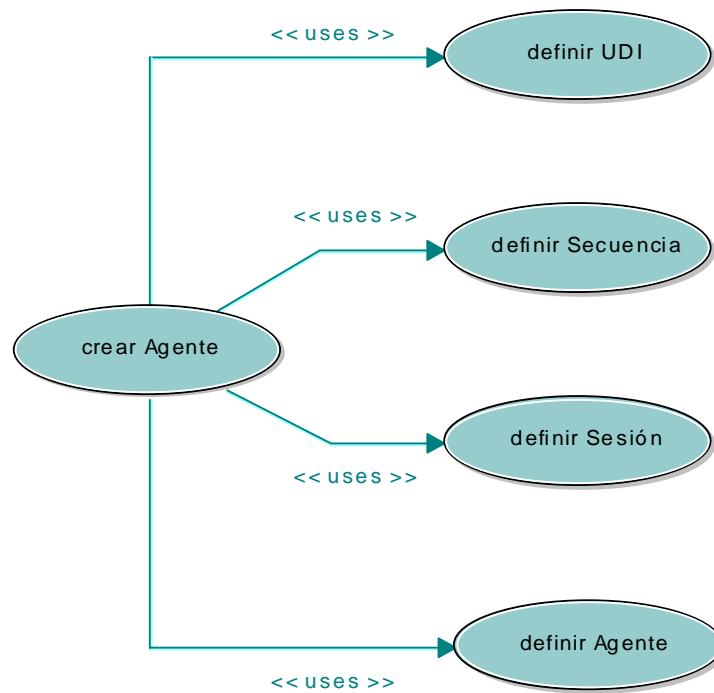 << uses >>
definir UDI
<< uses >>
definir Secuencia
crear Agente
definir Sesión
<< uses >>
definir Agente
<< uses >>